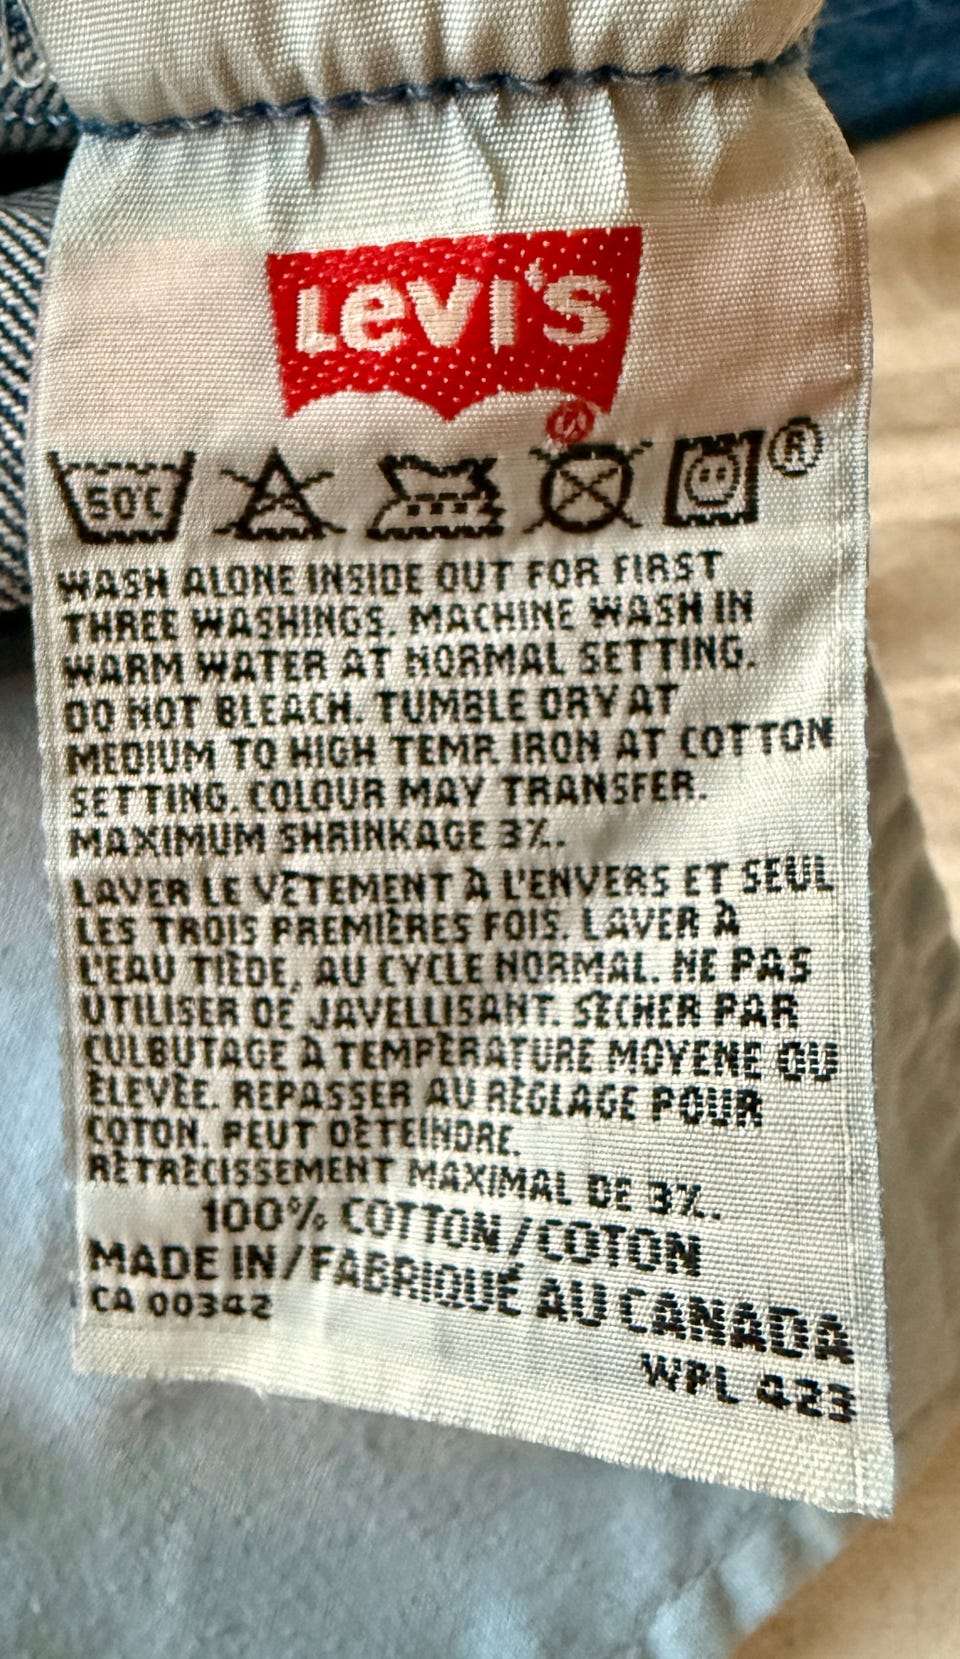 LEVI'S
®
50C
®
WASH ALONE INSIDE OUT FOR FIRST
THREE WASHINGS. MACHINE WASH IN
WARM WATER AT NORMAL SETTING.
DO NOT BLEACH. TUMBLE DRY AT
MEDIUM TO HIGH TEMP. IRON AT COTTON
SETTING. COLOUR MAY TRANSFER.
MAXIMUM SHRINKAGE 3%.
LAVER LE VÊTEMENT À L'ENVERS ET SEUL
LES TROIS PREMIÈRES FOIS. LAVER À
L'EAU TIÈDE, AU CYCLE NORMAL. NE PAS
UTILISER DE JAVELLISANT. SÉCHER PAR
CULBUTAGE À TEMPÉRATURE MOYENE OU
ÉLEVÉE. REPASSER AU RÉGLAGE POUR
COTON. PEUT DÉTEINDRE.
RÉTRÉCISSEMENT MAXIMAL DE 3%.
100% COTTON/COTON
MADE IN/FABRIQUÉ AU CANADA
CA 00342
WPL 423